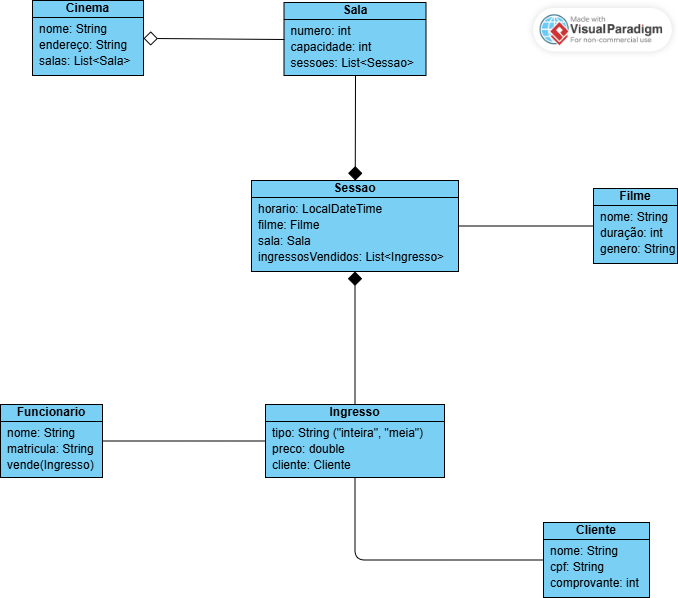 Cinema
nome: String
endereço: String
salas: List<Sala>
Sala
numero: int
capacidade: int
sessoes: List<Sessao>
Made with
VisualParadigm
For non-commercial use
Sessao
horario: LocalDateTime
filme: Filme
sala: Sala
ingressosVendidos: List<Ingresso>
Filme
nome: String
duração: int
genero: String
Funcionario
nome: String
matricula: String
vende(Ingresso)
Ingresso
tipo: String ("inteira", "meia")
preco: double
cliente: Cliente
Cliente
nome: String
cpf: String
comprovante: int